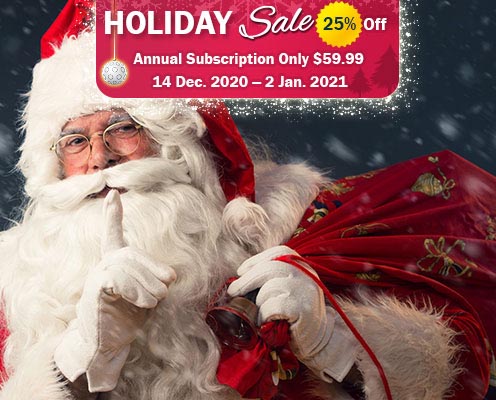 HOLIDAY Sale 25% Off
Annual Subscription Only $59.99
14 Dec. 2020 – 2 Jan. 2021